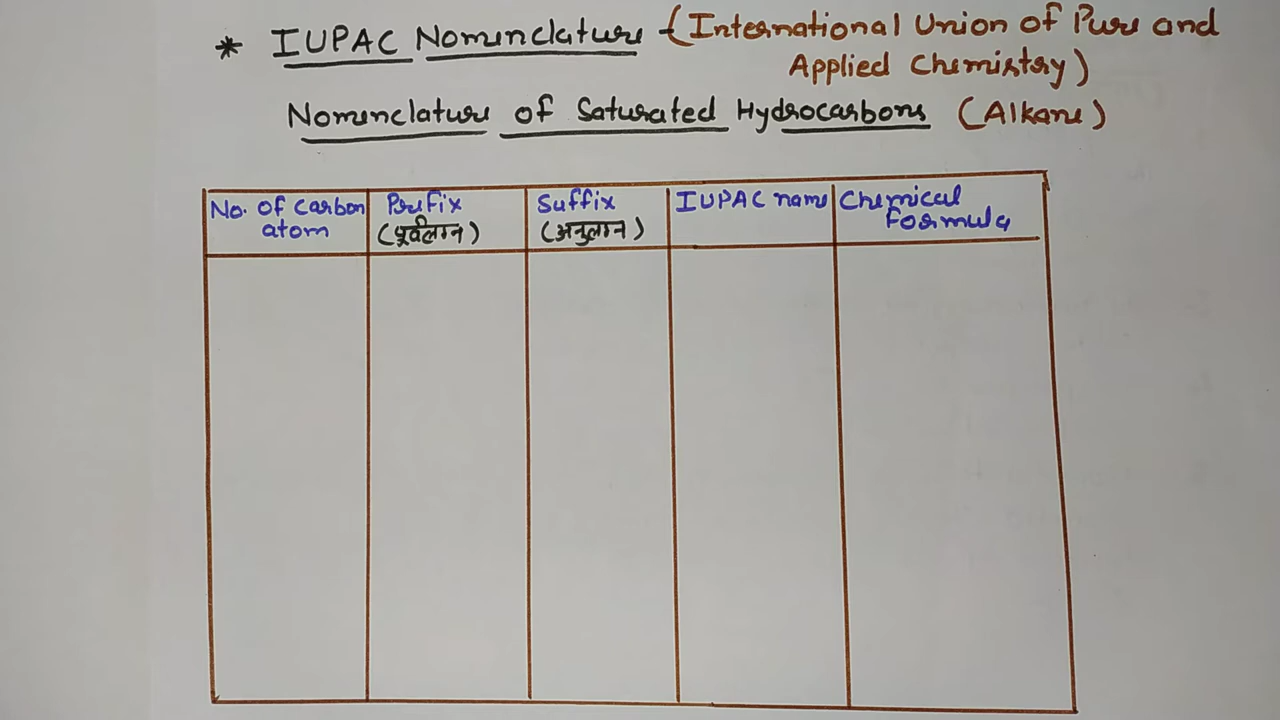 * IUPAC Nomenclature - (International Union of Pure and
Applied Chemistry)
Nomenclature of Saturated Hydrocarbons (Alkane)
No. of Carbon atom
Prefix (पूर्वलग्न)
Suffix (अनुलग्न)
IUPAC name
Chemical formula